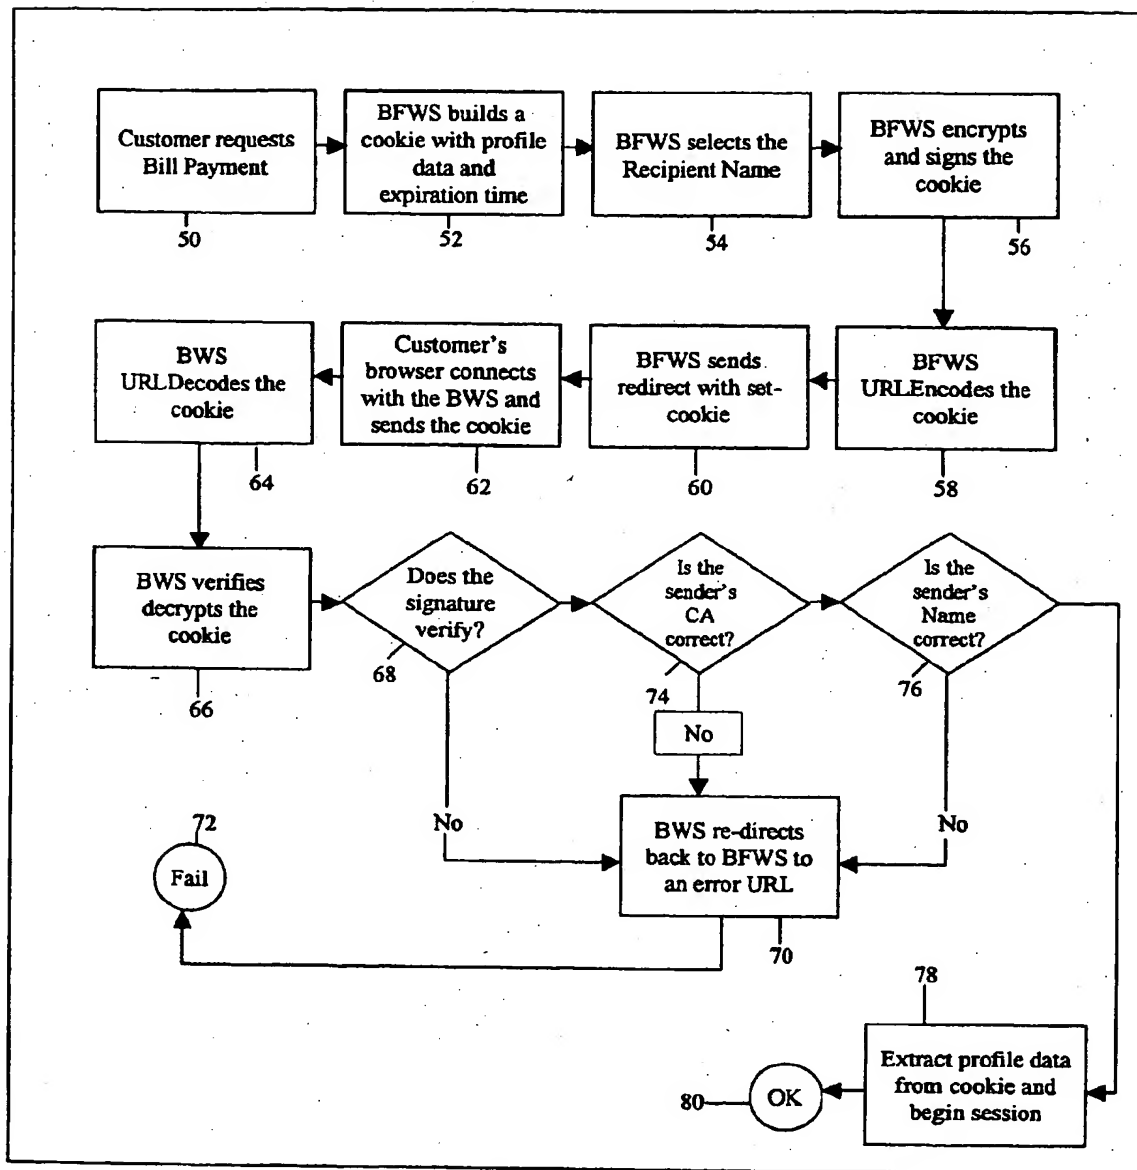 Customer requests
Bill Payment
50
BFWS builds a
cookie with profile
data and
expiration time
52
BFWS selects the
Recipient Name
54
BFWS encrypts
and signs the
cookie
56
BFWS
URLEncodes the
cookie
58
BFWS sends
redirect with set-
cookie
60
Customer's
browser connects
with the BWS and
sends the cookie
62
BWS
URLDecodes the
cookie
64
BWS verifies
decrypts the
cookie
66
Does the
signature
verify?
68
Is the
sender's
CA
correct?
74
Is the
sender's
Name
correct?
76
No
No
No
BWS re-directs
back to BFWS to
an error URL
70
72
Fail
78
Extract profile data
from cookie and
begin session
80
OK